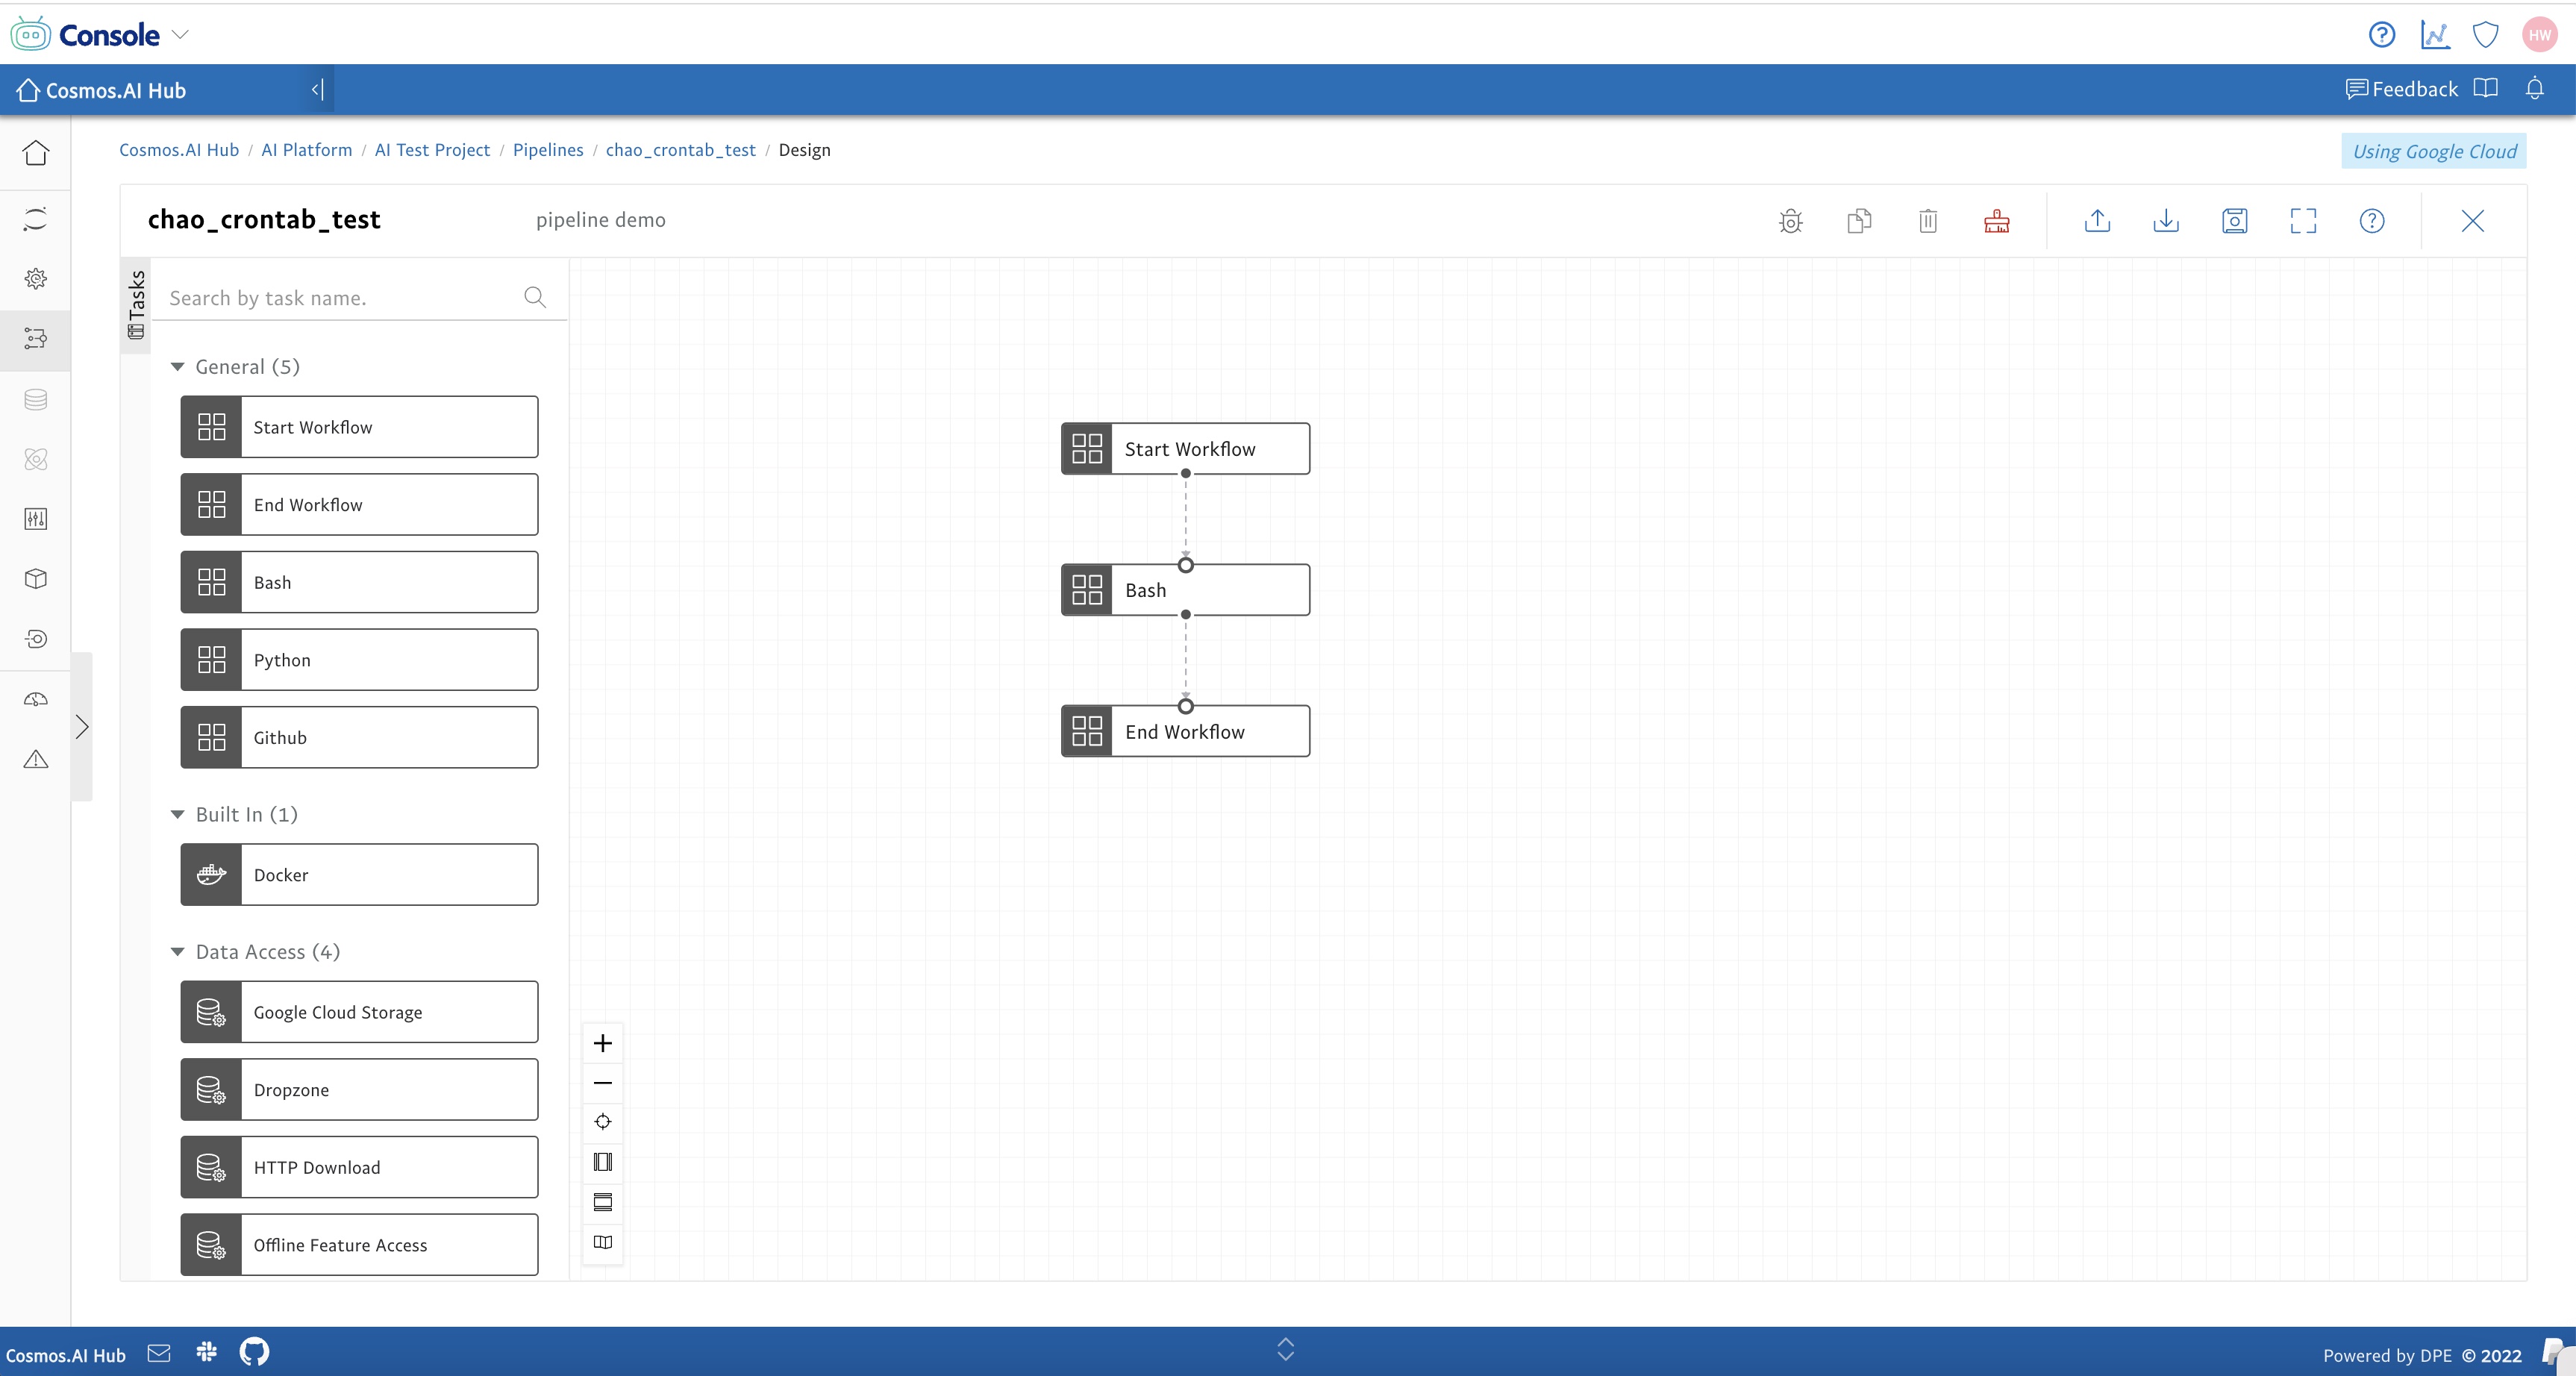 Console
HW
Cosmos.AI Hub
Feedback
Cosmos.AI Hub / AI Platform / AI Test Project / Pipelines / chao_crontab_test / Design
Using Google Cloud
chao_crontab_test
pipeline demo
Tasks
Search by task name.
General (5)
Start Workflow
End Workflow
Bash
Python
Github
Built In (1)
Docker
Data Access (4)
Google Cloud Storage
Dropzone
HTTP Download
Offline Feature Access
Start Workflow
Bash
End Workflow
Cosmos.AI Hub
Powered by DPE © 2022